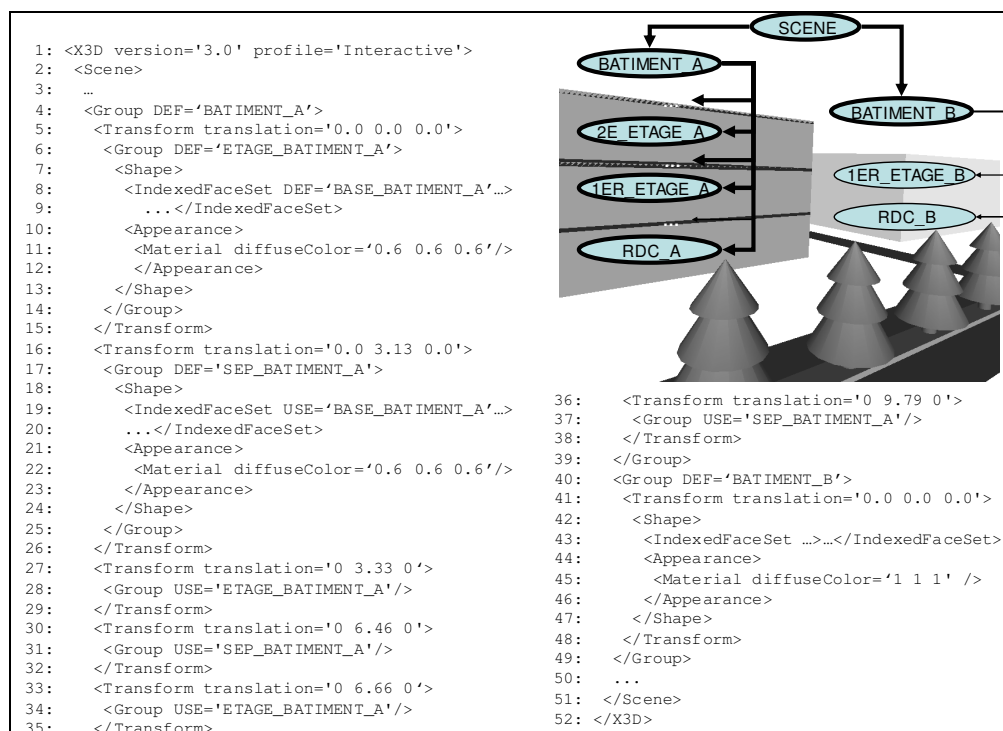 1: <X3D version='3.0' profile='Interactive'>
2: <Scene>
3: …
4: <Group DEF=‘BATIMENT_A’>
5: <Transform translation='0.0 0.0 0.0'>
6: <Group DEF=‘ETAGE_BATIMENT_A’>
7: <Shape>
8: <IndexedFaceSet DEF=‘BASE_BATIMENT_A’…>
9: ...</IndexedFaceSet>
10: <Appearance>
11: <Material diffuseColor=‘0.6 0.6 0.6’/>
12: </Appearance>
13: </Shape>
14: </Group>
15: </Transform>
16: <Transform translation='0.0 3.13 0.0'>
17: <Group DEF='SEP_BATIMENT_A'>
18: <Shape>
19: <IndexedFaceSet USE=‘BASE_BATIMENT_A’…>
20: ...</IndexedFaceSet>
21: <Appearance>
22: <Material diffuseColor=‘0.6 0.6 0.6’/>
23: </Appearance>
24: </Shape>
25: </Group>
26: </Transform>
27: <Transform translation='0 3.33 0‘>
28: <Group USE='ETAGE_BATIMENT_A'/>
29: </Transform>
30: <Transform translation='0 6.46 0'>
31: <Group USE='SEP_BATIMENT_A'/>
32: </Transform>
33: <Transform translation='0 6.66 0‘>
34: <Group USE='ETAGE_BATIMENT_A'/>
35: </Transform>
SCENE
BATIMENT_A
BATIMENT_B
...
2E_ETAGE_A
...
1ER_ETAGE_A
1ER_ETAGE_B
RDC_B
...
RDC_A
36: <Transform translation='0 9.79 0'>
37: <Group USE='SEP_BATIMENT_A'/>
38: </Transform>
39: </Group>
40: <Group DEF=‘BATIMENT_B’>
41: <Transform translation='0.0 0.0 0.0'>
42: <Shape>
43: <IndexedFaceSet …>…</IndexedFaceSet>
44: <Appearance>
45: <Material diffuseColor=‘1 1 1' />
46: </Appearance>
47: </Shape>
48: </Transform>
49: </Group>
50: ...
51: </Scene>
52: </X3D>